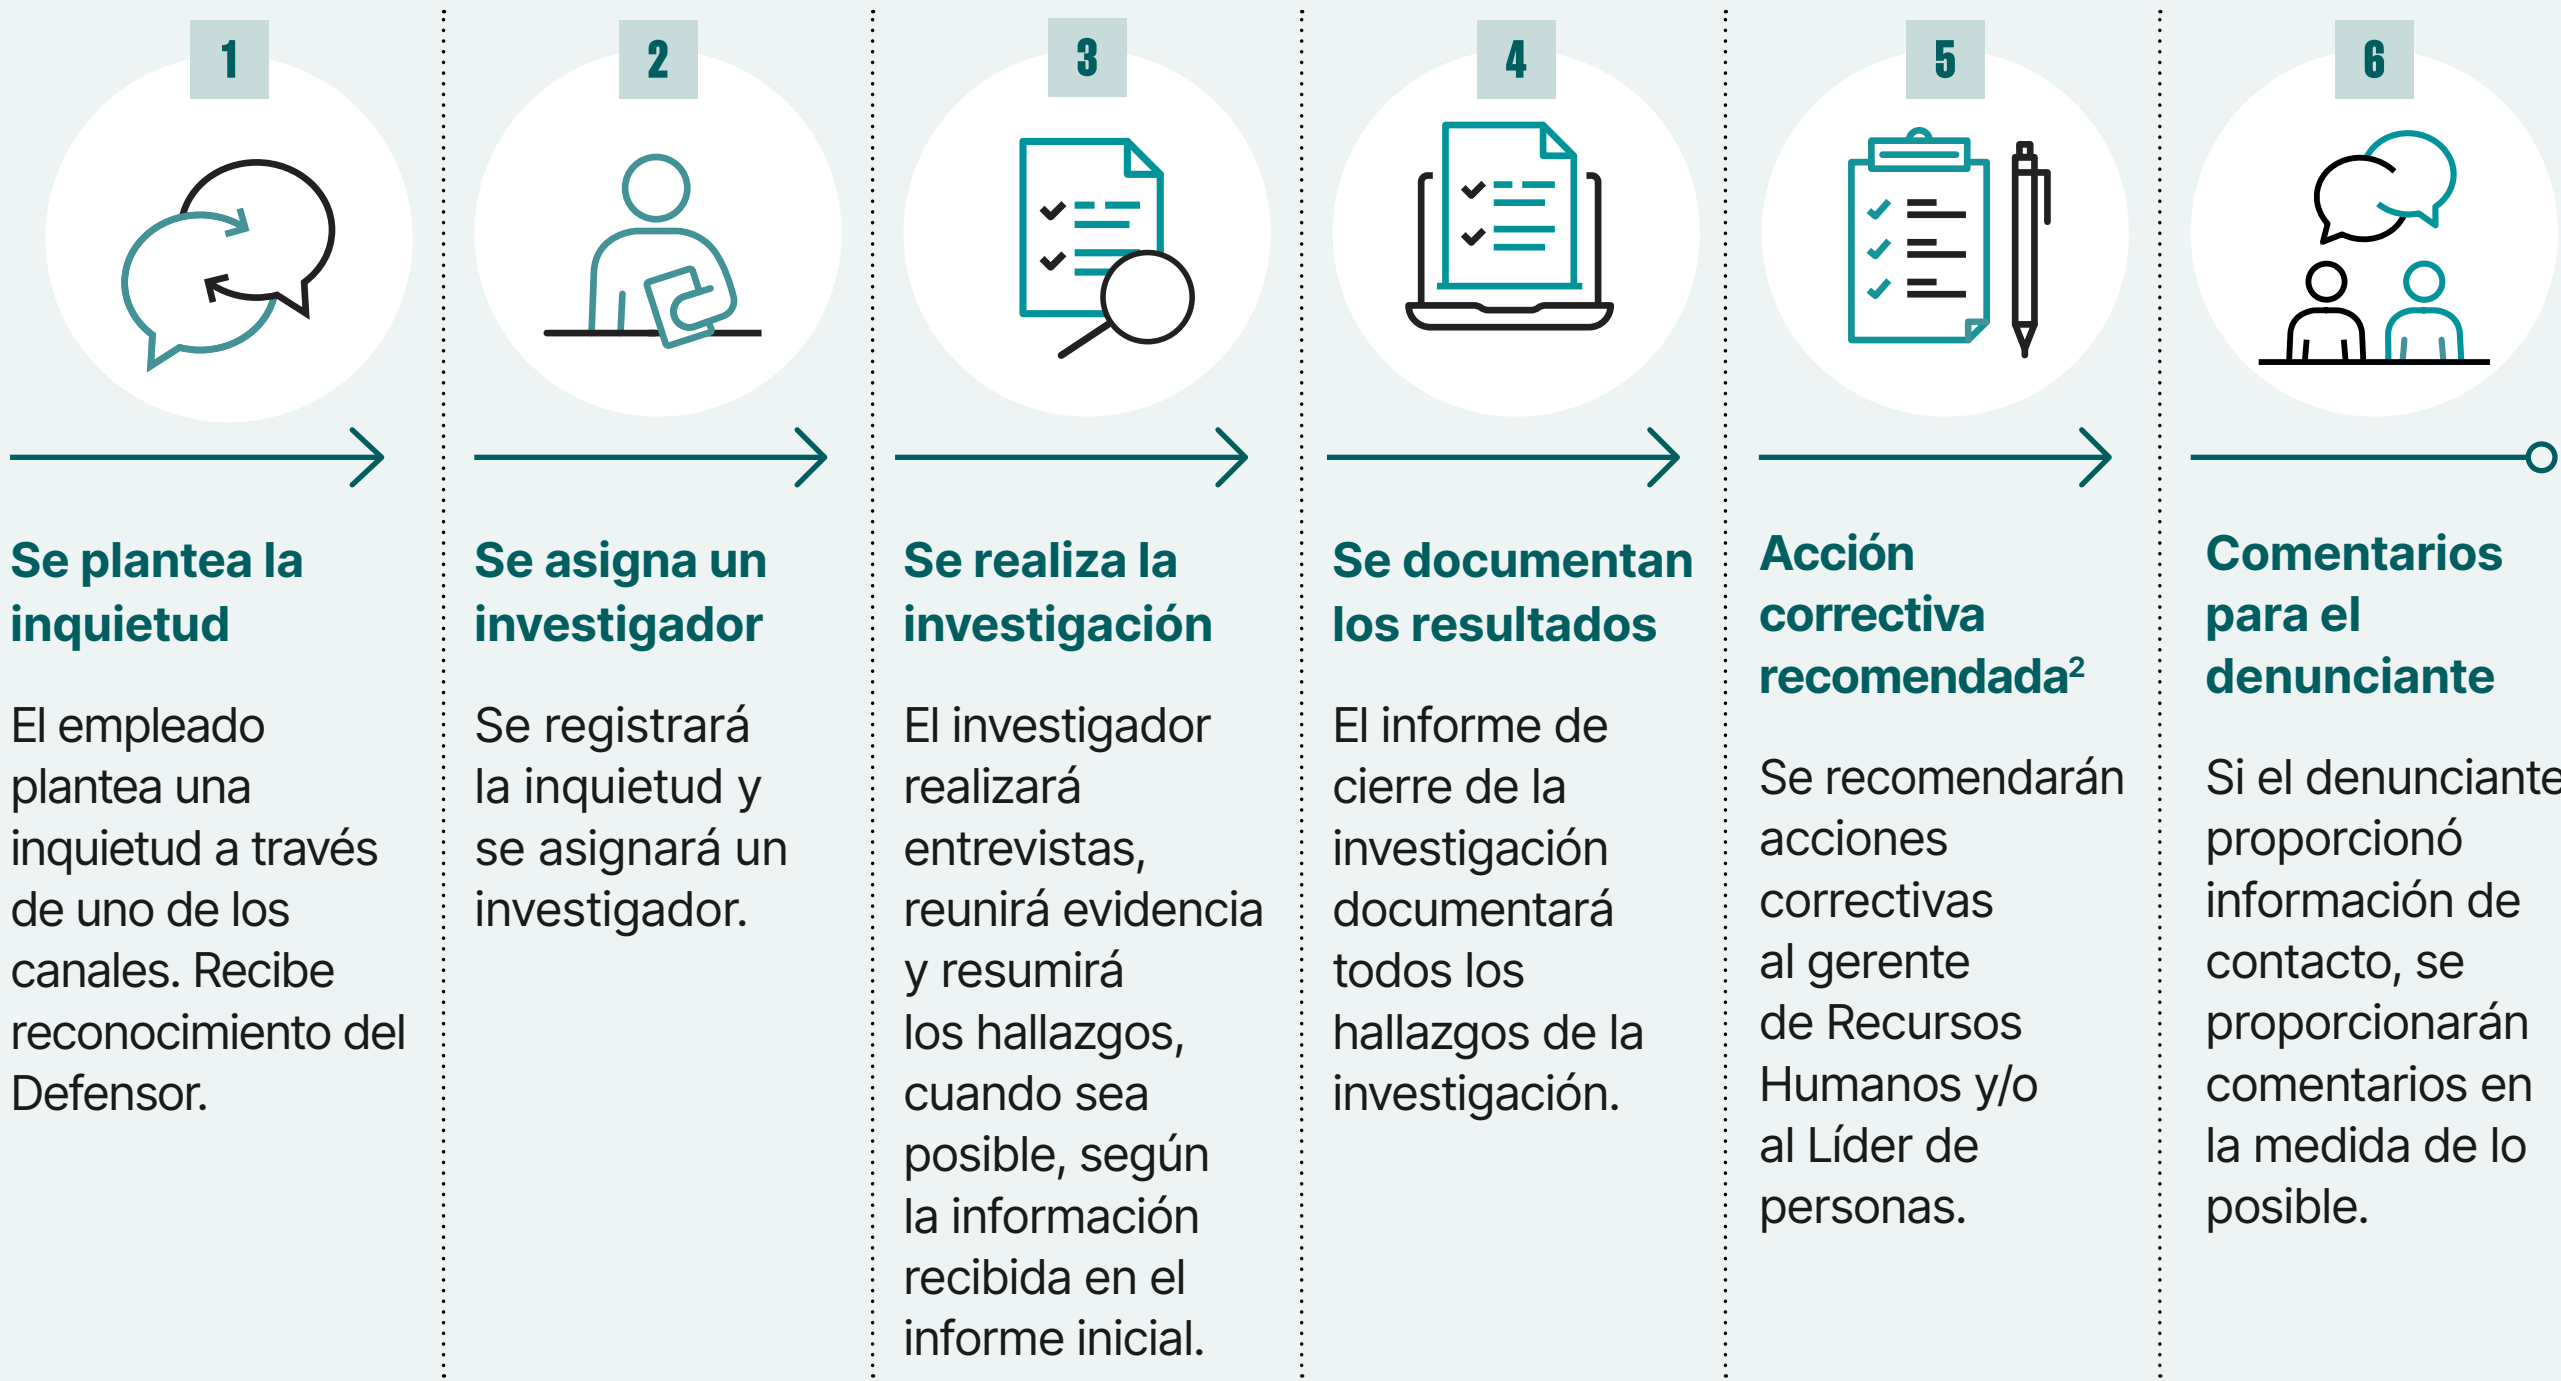 1
Se plantea la
inquietud
El empleado
plantea una
inquietud a través
de uno de los
canales. Recibe
reconocimiento del
Defensor.
2
Se asigna un
investigador
Se registrará
la inquietud y
se asignará un
investigador.
3
Se realiza la
investigación
El investigador
realizará
entrevistas,
reunirá evidencia
y resumirá
los hallazgos,
cuando sea
posible, según
la información
recibida en el
informe inicial.
4
Se documentan
los resultados
El informe de
cierre de la
investigación
documentará
todos los
hallazgos de la
investigación.
5
Acción
correctiva
recomendada²
Se recomendarán
acciones
correctivas
al gerente
de Recursos
Humanos y/o
al Líder de
personas.
6
Comentarios
para el
denunciante
Si el denunciante
proporcionó
información de
contacto, se
proporcionarán
comentarios en
la medida de lo
posible.